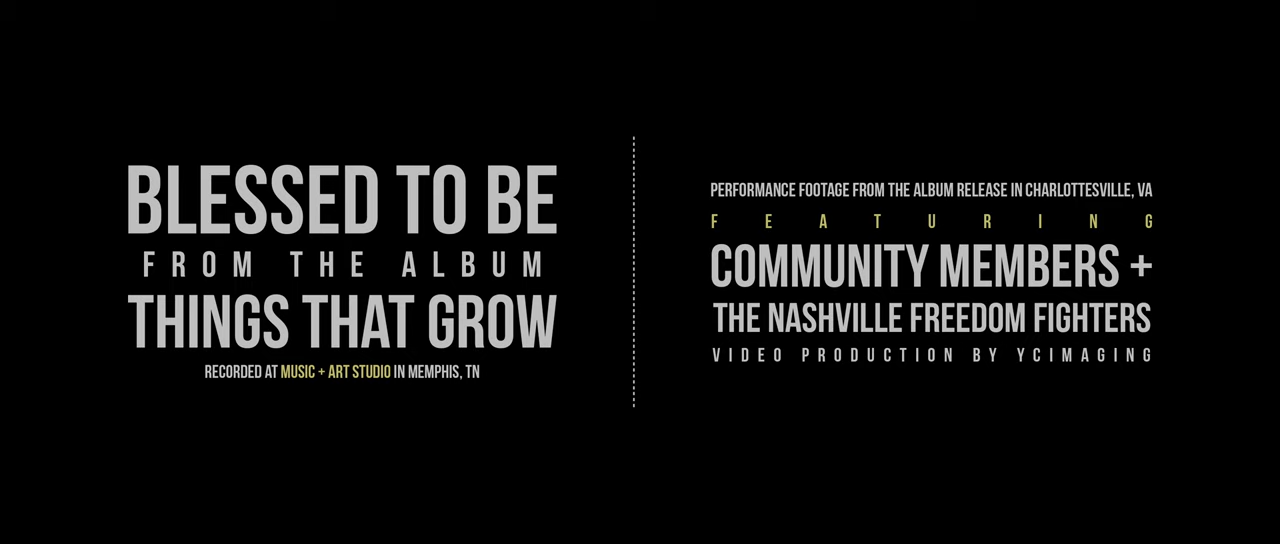 BLESSED TO BE
FROM THE ALBUM
THINGS THAT GROW
RECORDED AT MUSIC + ART STUDIO IN MEMPHIS, TN
PERFORMANCE FOOTAGE FROM THE ALBUM RELEASE IN CHARLOTTESVILLE, VA
FEATURING
COMMUNITY MEMBERS +
THE NASHVILLE FREEDOM FIGHTERS
VIDEO PRODUCTION BY YCIMAGING